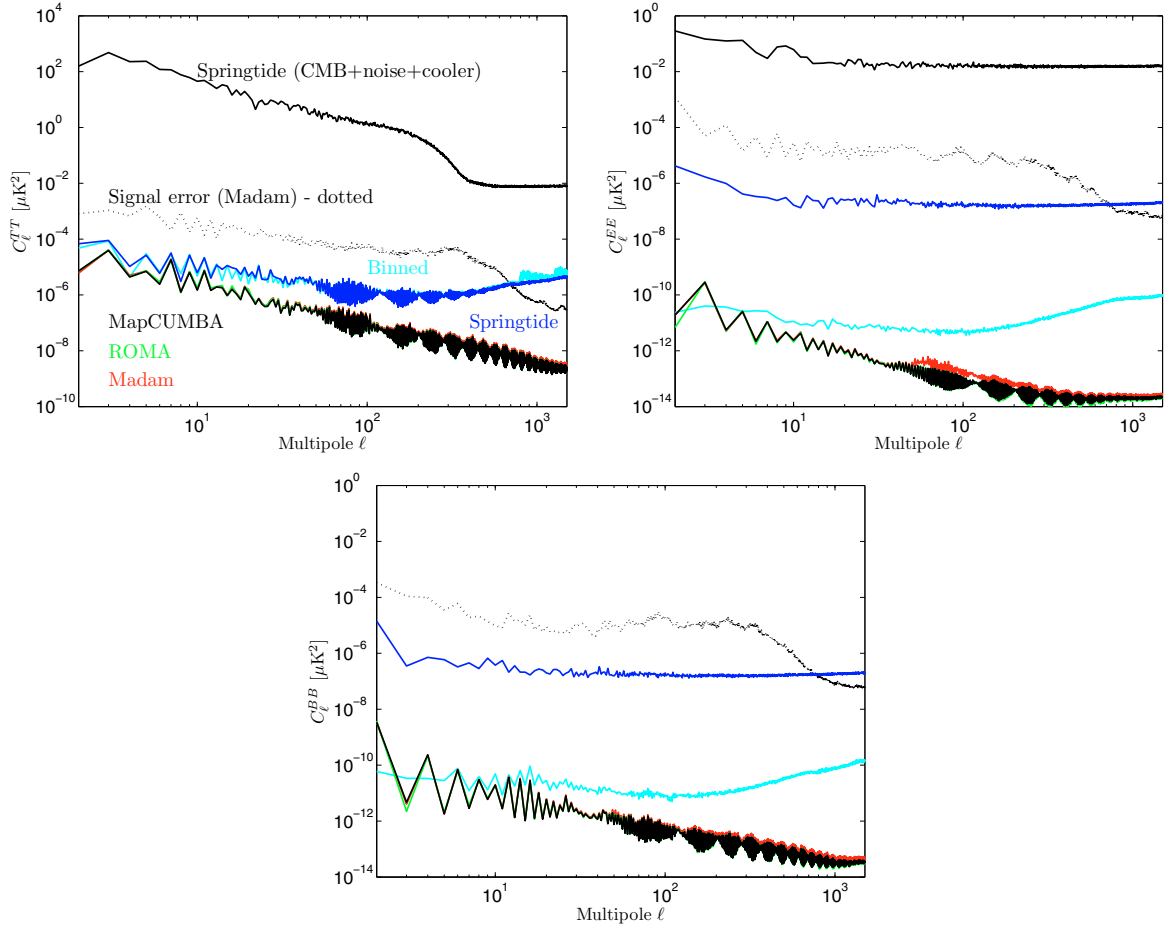 10^4
10^2
10^0
10^-2
10^-4
10^-6
10^-8
10^-10
C_ℓ^TT [μK^2]
Springtide (CMB+noise+cooler)
Signal error (Madam) - dotted
Binned
MapCUMBA
Springtide
ROMA
Madam
10^1 10^2 10^3
Multipole ℓ
10^0
10^-2
10^-4
10^-6
10^-8
10^-10
10^-12
10^-14
C_ℓ^EE [μK^2]
10^1 10^2 10^3
Multipole ℓ
10^0
10^-2
10^-4
10^-6
10^-8
10^-10
10^-12
10^-14
C_ℓ^BB [μK^2]
10^1 10^2 10^3
Multipole ℓ